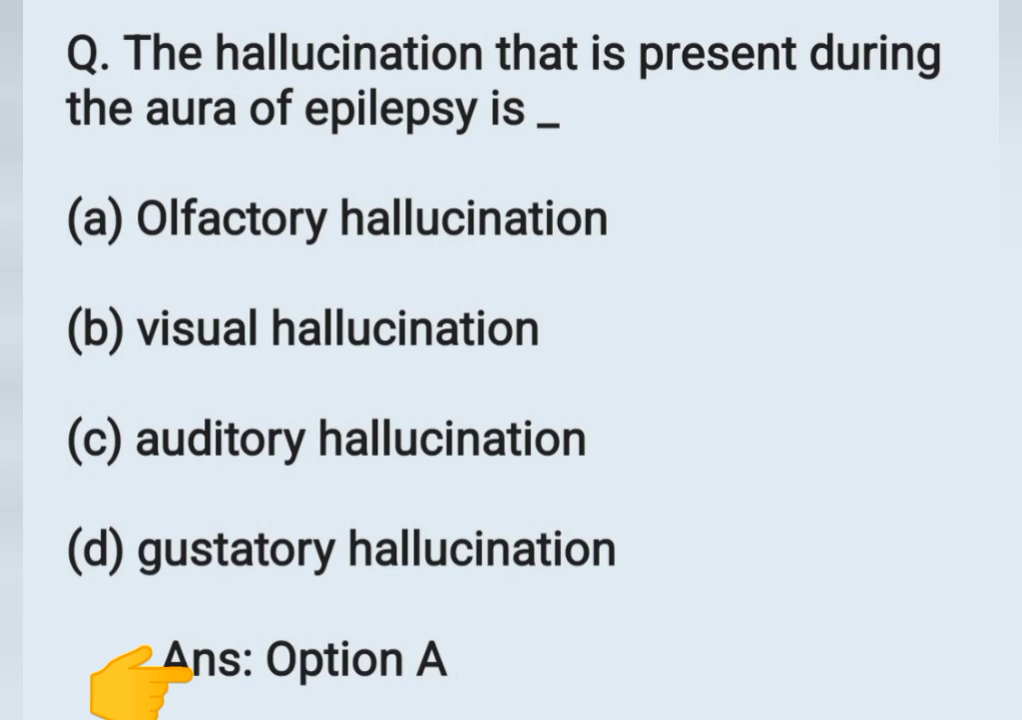 Q. The hallucination that is present during
the aura of epilepsy is _
(a) Olfactory hallucination
(b) visual hallucination
(c) auditory hallucination
(d) gustatory hallucination
Ans: Option A